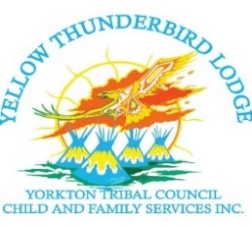 YELLOW THUNDERBIRD LODGE
YORKTON TRIBAL COUNCIL
CHILD AND FAMILY SERVICES INC.